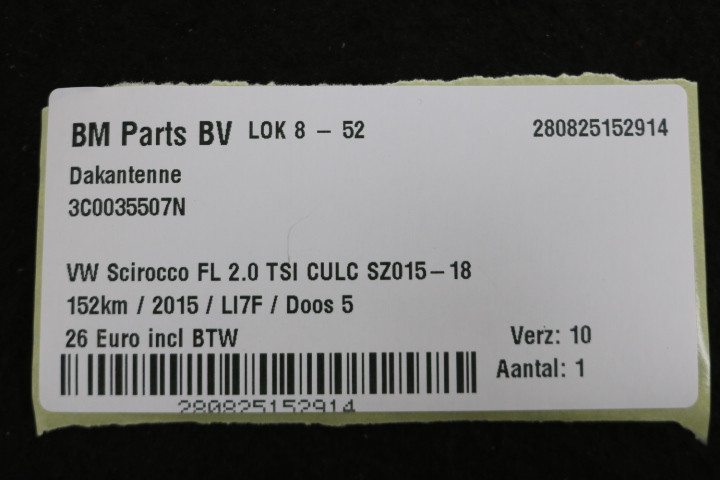 BM Parts BV LOK 8 - 52 280825152914
Dakantenne
3C0035507N
VW Scirocco FL 2.0 TSI CULC SZ015-18
152km / 2015 / LI7F / Doos 5
26 Euro incl BTW Verz: 10
Aantal: 1
280825152914